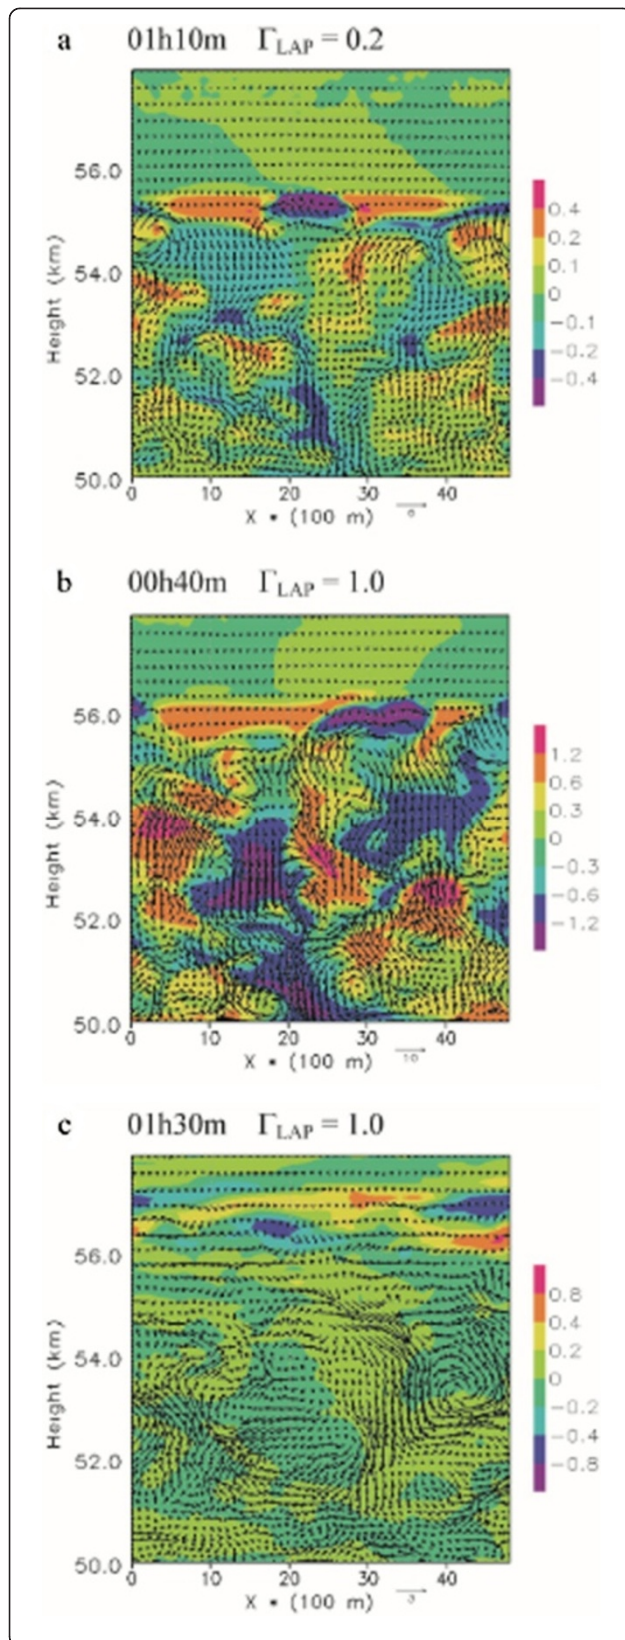 a 01h10m Γ_LAP = 0.2
56.0
54.0
52.0
50.0
Height (km)
0 10 20 30 40
X • (100 m)
0.4
0.2
0.1
0
−0.1
−0.2
−0.4
b 00h40m Γ_LAP = 1.0
56.0
54.0
52.0
50.0
Height (km)
0 10 20 30 40
X • (100 m) 10
1.2
0.6
0.3
0
−0.3
−0.6
−1.2
c 01h30m Γ_LAP = 1.0
56.0
54.0
52.0
50.0
Height (km)
0 10 20 30 40
X • (100 m)
0.8
0.4
0.2
0
−0.2
−0.4
−0.8